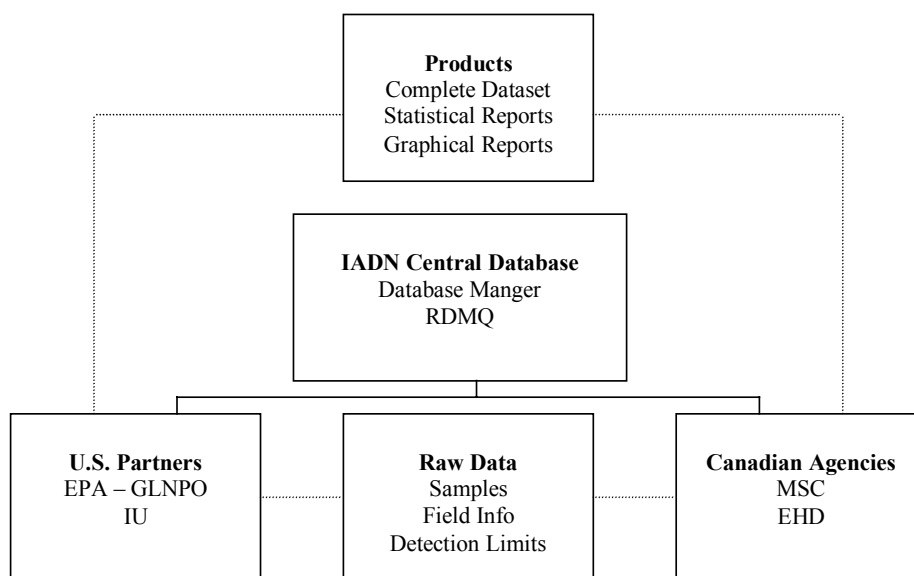 Products
Complete Dataset
Statistical Reports
Graphical Reports
IADN Central Database
Database Manger
RDMQ
U.S. Partners
EPA – GLNPO
IU
Raw Data
Samples
Field Info
Detection Limits
Canadian Agencies
MSC
EHD